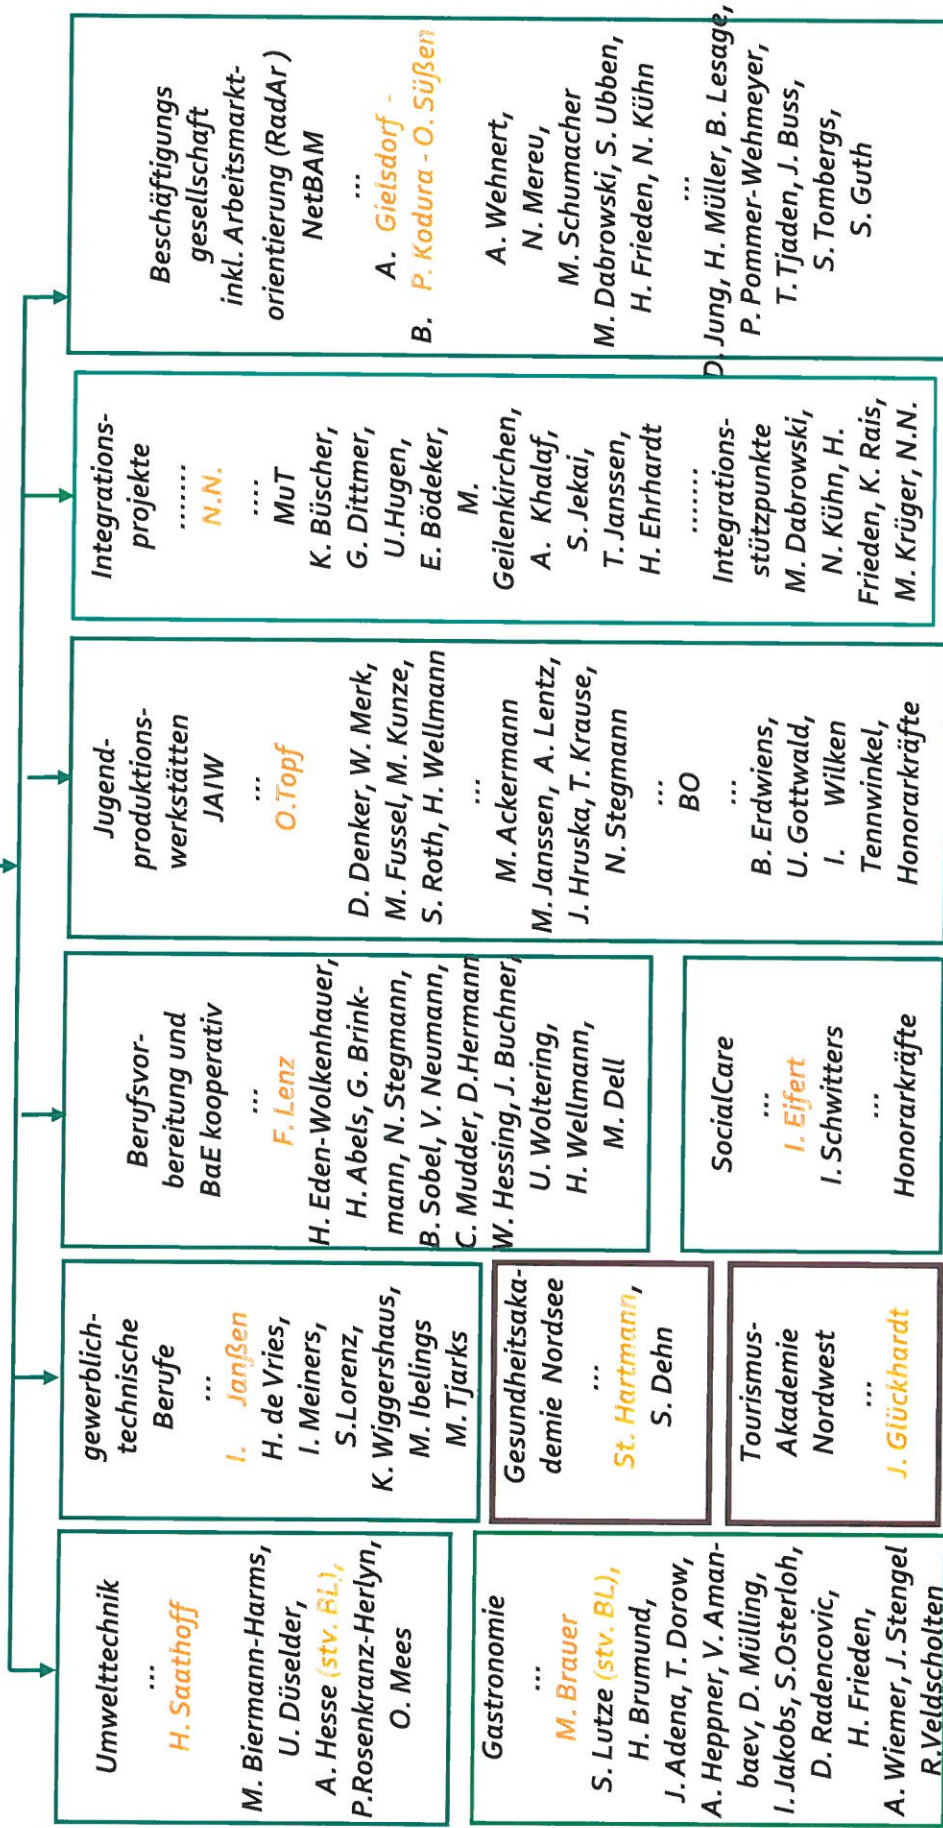 Umwelttechnik
...
H. Saathoff
M. Biermann-Harms,
U. Düselder,
A. Hesse (stv. BL),
P.Rosenkranz-Herlyn,
O. Mees
Gastronomie
...
M. Brauer
S. Lutze (stv. BL),
H. Brumund,
J. Adena, T. Dorow,
A. Heppner, V. Aman-
baev, D. Mülling,
I. Jakobs, S.Osterloh,
D. Radencovic,
H. Frieden,
A. Wiemer, J. Stengel
R.Veldscholten
gewerblich-
technische
Berufe
...
I. Janßen
H. de Vries,
I. Meiners,
S.Lorenz,
K. Wiggershaus,
M. Ibelings
M. Tjarks
Gesundheitsaka-
demie Nordsee
...
St. Hartmann,
S. Dehn
Tourismus-
Akademie
Nordwest
...
J. Glückhardt
Berufsvor-
bereitung und
BaE kooperativ
...
F. Lenz
H. Eden-Wolkenhauer,
H. Abels, G. Brink-
mann, N. Stegmann,
B. Sobel, V. Neumann,
C. Mudder, D.Hermann
W. Hessing, J. Buchner,
U. Woltering,
H. Wellmann,
M. Dell
SocialCare
...
I. Eifert
I. Schwitters
...
Honorarkräfte
Jugend-
produktions-
werkstätten
JAIW
...
O.Topf
D. Denker, W. Merk,
M. Fussel, M. Kunze,
S. Roth, H. Wellmann
...
M. Ackermann
M. Janssen, A. Lentz,
J. Hruska, T. Krause,
N. Stegmann
...
BO
...
B. Erdwiens,
U. Gottwald,
I. Wilken
Tennwinkel,
Honorarkräfte
Integrations-
projekte
.......
N.N.
....
MuT
K. Büscher,
G. Dittmer,
U.Hugen,
E. Bödeker,
M.
Geilenkirchen,
A. Khalaf,
S. Jekai,
T. Janssen,
H. Ehrhardt
.......
Integrations-
stützpunkte
M. Dabrowski,
N. Kühn, H.
Frieden, K. Rais,
M. Krüger, N.N.
Beschäftigungs
gesellschaft
inkl. Arbeitsmarkt-
orientierung (RadAr)
NetBAM
...
A. Gielsdorf -
B. P. Kodura - O. Süßen
A. Wehnert,
N. Mereu,
M. Schumacher
M. Dabrowski, S. Ubben,
H. Frieden, N. Kühn
...
D. Jung, H. Müller, B. Lesage,
P. Pommer-Wehmeyer,
T. Tjaden, J. Buss,
S. Tombergs,
S. Guth